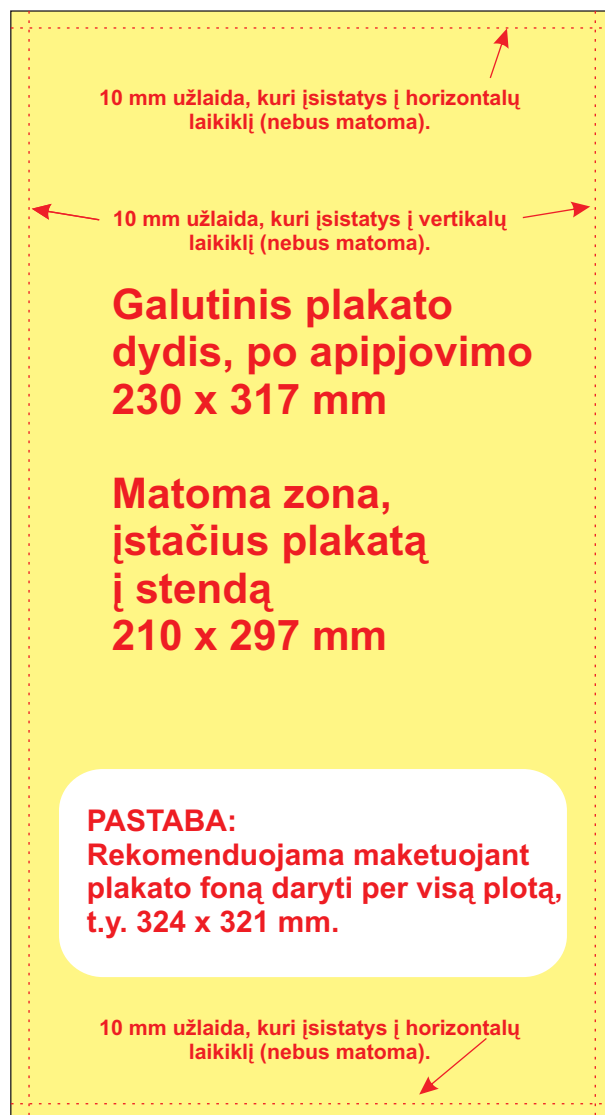 10 mm užlaida, kuri įsistatys į horizontalų
laikiklį (nebus matoma).
10 mm užlaida, kuri įsistatys į vertikalų
laikiklį (nebus matoma).
Galutinis plakato
dydis, po apipjovimo
230 x 317 mm
Matoma zona,
įstačius plakatą
į stendą
210 x 297 mm
PASTABA:
Rekomenduojama maketuojant
plakato foną daryti per visą plotą,
t.y. 324 x 321 mm.
10 mm užlaida, kuri įsistatys į horizontalų
laikiklį (nebus matoma).